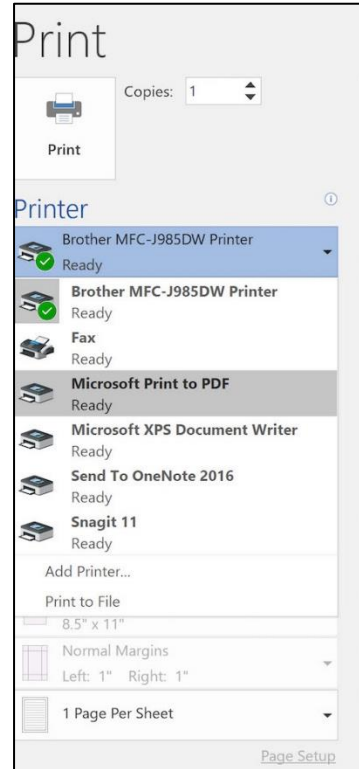 Print
Copies: 1
Print
Printer
Brother MFC-J985DW Printer
Ready
Brother MFC-J985DW Printer
Ready
Fax
Ready
Microsoft Print to PDF
Ready
Microsoft XPS Document Writer
Ready
Send To OneNote 2016
Ready
Snagit 11
Ready
Add Printer...
Print to File
8.5" x 11"
Normal Margins
Left: 1" Right: 1"
1 Page Per Sheet
Page Setup